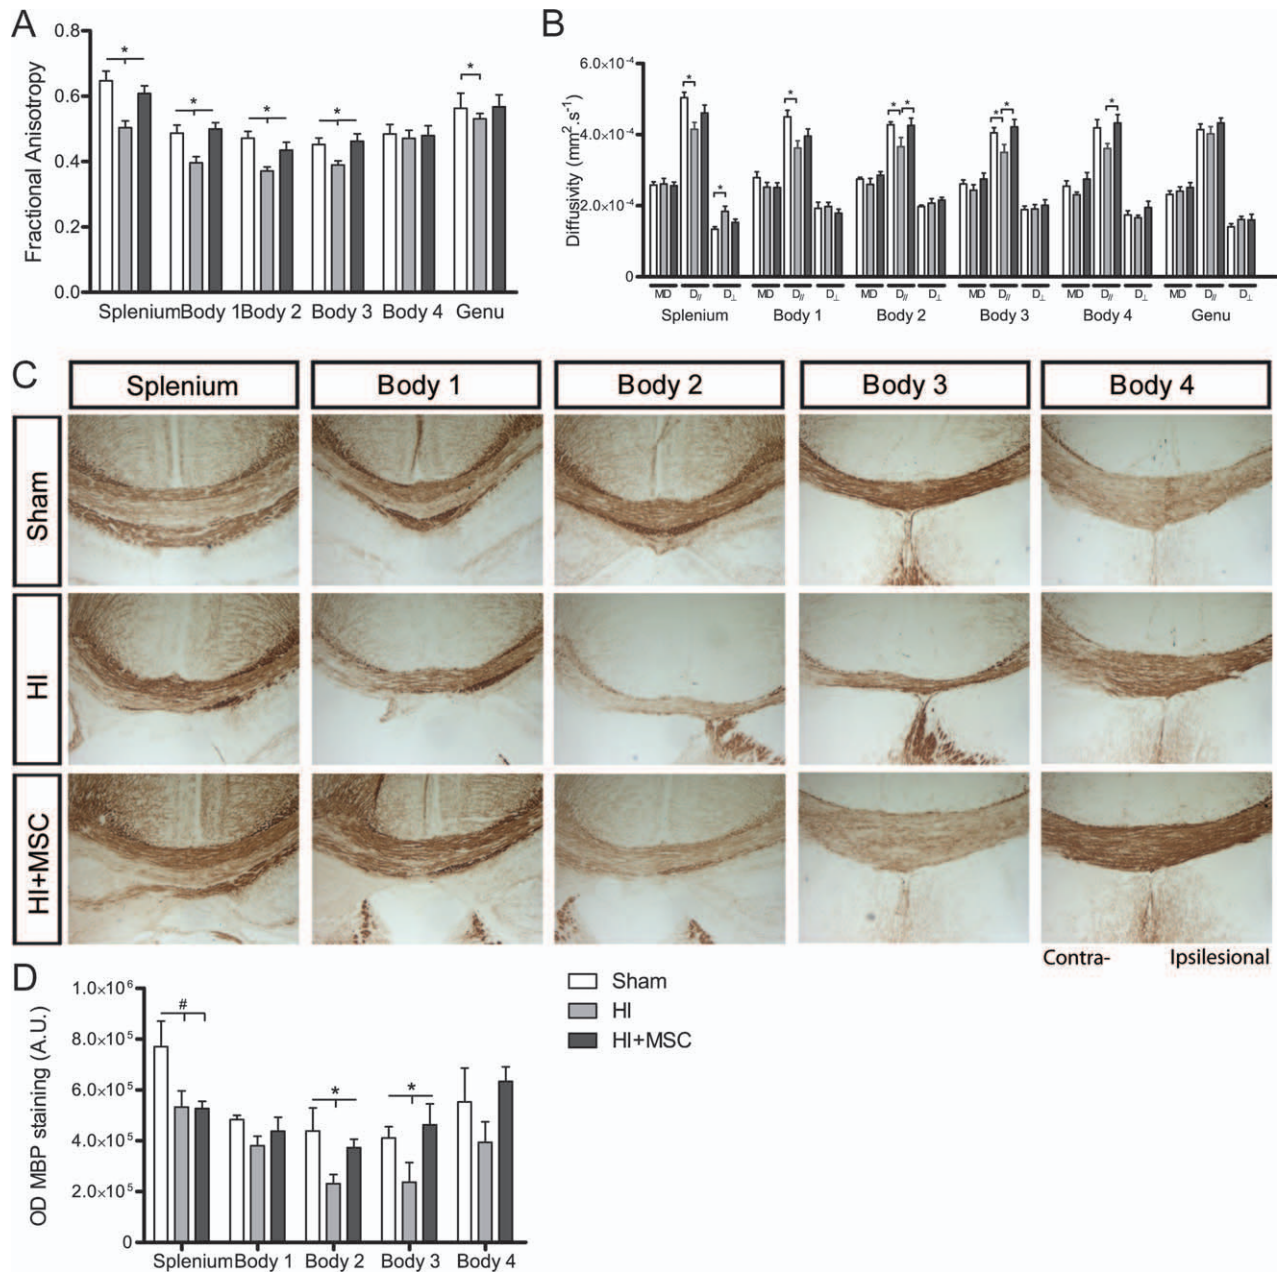 A
Fractional Anisotropy
0.8
0.6
0.4
0.2
0.0
*
*
*
*
*
Splenium Body 1 Body 2 Body 3 Body 4 Genu
B
Diffusivity (mm².s⁻¹)
6.0×10⁻⁴
4.0×10⁻⁴
2.0×10⁻⁴
0
*
*
*
* *
* *
*
MD D// D⊥ MD D// D⊥ MD D// D⊥ MD D// D⊥ MD D// D⊥ MD D// D⊥
Splenium Body 1 Body 2 Body 3 Body 4 Genu
C
Splenium Body 1 Body 2 Body 3 Body 4
Sham
HI
HI+MSC
Contra- Ipsilesional
D
OD MBP staining (A.U.)
1.0×10⁶
8.0×10⁵
6.0×10⁵
4.0×10⁵
2.0×10⁵
0
#
*
*
Splenium Body 1 Body 2 Body 3 Body 4
Sham
HI
HI+MSC